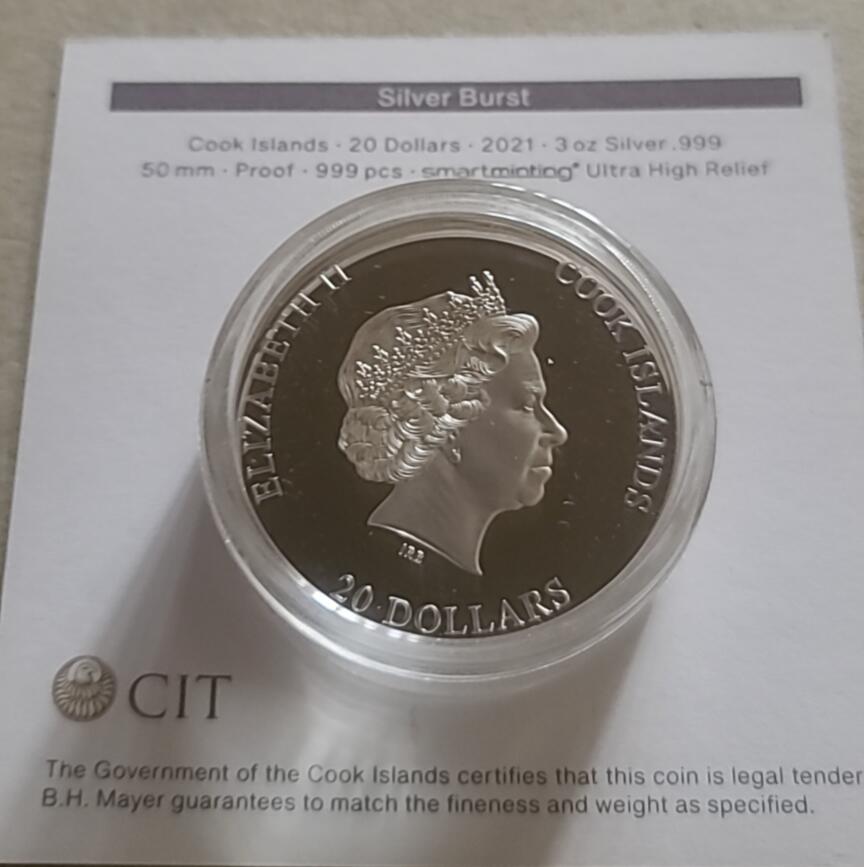 Silver Burst
Cook Islands · 20 Dollars · 2021 · 3 oz Silver .999
50 mm · Proof · 999 pcs · smartminting® Ultra High Relief
ELIZABETH II
COOK ISLANDS
IRB
20 DOLLARS
CIT
The Government of the Cook Islands certifies that this coin is legal tender
B.H. Mayer guarantees to match the fineness and weight as specified.